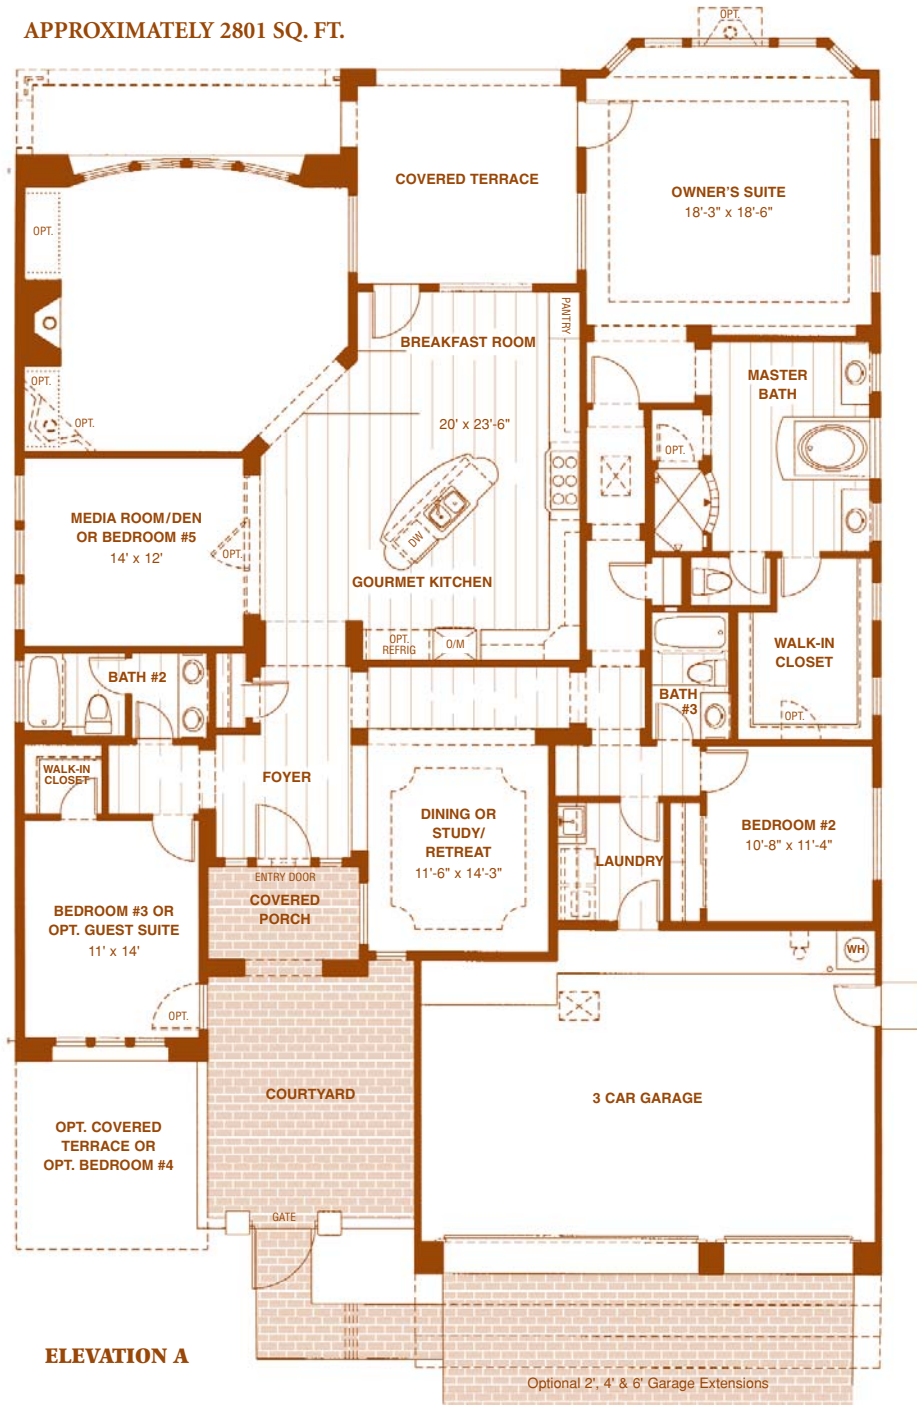 APPROXIMATELY 2801 SQ. FT.
OPT.
COVERED TERRACE
OWNER'S SUITE
18'-3" x 18'-6"
OPT.
PANTRY
BREAKFAST ROOM
20' x 23'-6"
MASTER
BATH
OPT.
OPT.
OPT.
MEDIA ROOM/DEN
OR BEDROOM #5
14' x 12'
OPT.
DW
GOURMET KITCHEN
OPT.
REFRIG
O/M
WALK-IN
CLOSET
OPT.
BATH #2
BATH
#3
WALK-IN
CLOSET
FOYER
DINING OR
STUDY/
RETREAT
11'-6" x 14'-3"
BEDROOM #2
10'-8" x 11'-4"
LAUNDRY
ENTRY DOOR
COVERED
PORCH
BEDROOM #3 OR
OPT. GUEST SUITE
11' x 14'
OPT.
WH
COURTYARD
3 CAR GARAGE
OPT. COVERED
TERRACE OR
OPT. BEDROOM #4
GATE
ELEVATION A
Optional 2', 4' & 6' Garage Extensions